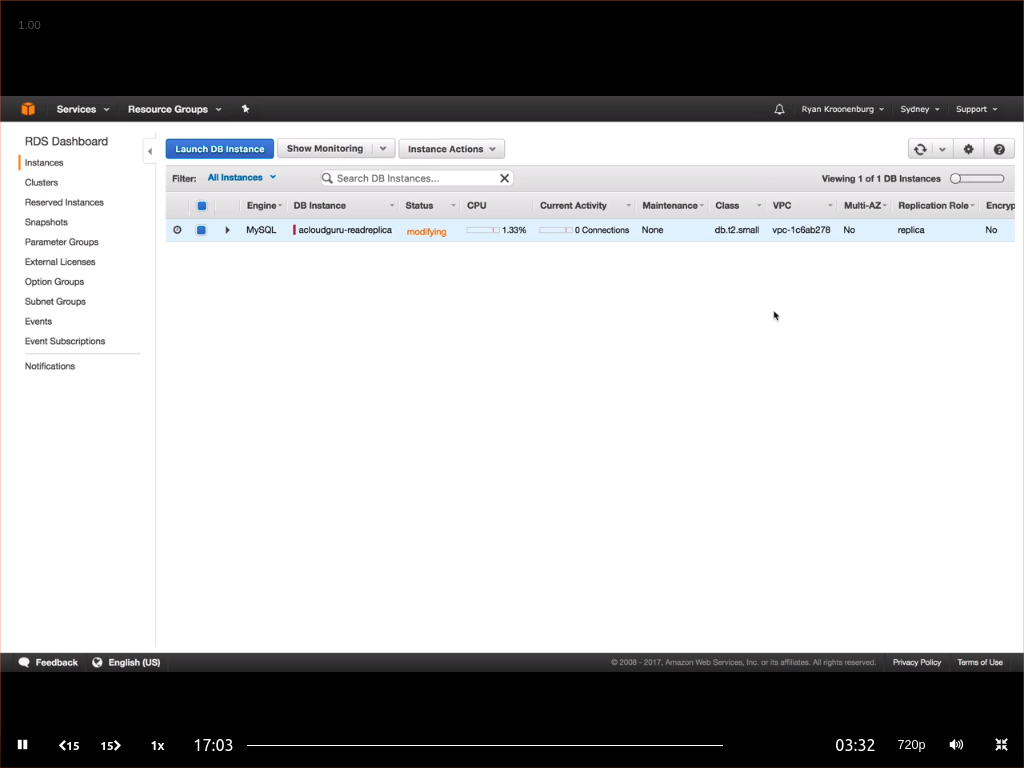 1.00
Services Resource Groups Ryan Kroonenburg Sydney Support
RDS Dashboard
Instances
Clusters
Reserved Instances
Snapshots
Parameter Groups
External Licenses
Option Groups
Subnet Groups
Events
Event Subscriptions
Notifications
Launch DB Instance Show Monitoring Instance Actions
Filter: All Instances Search DB Instances... Viewing 1 of 1 DB Instances
Engine DB Instance Status CPU Current Activity Maintenance Class VPC Multi-AZ Replication Role Encryp
MySQL acloudguru-readreplica modifying 1.33% 0 Connections None db.t2.small vpc-1c6ab278 No replica No
Feedback English (US) © 2008 - 2017, Amazon Web Services, Inc. or its affiliates. All rights reserved. Privacy Policy Terms of Use
15 15 1x 17:03 03:32 720p